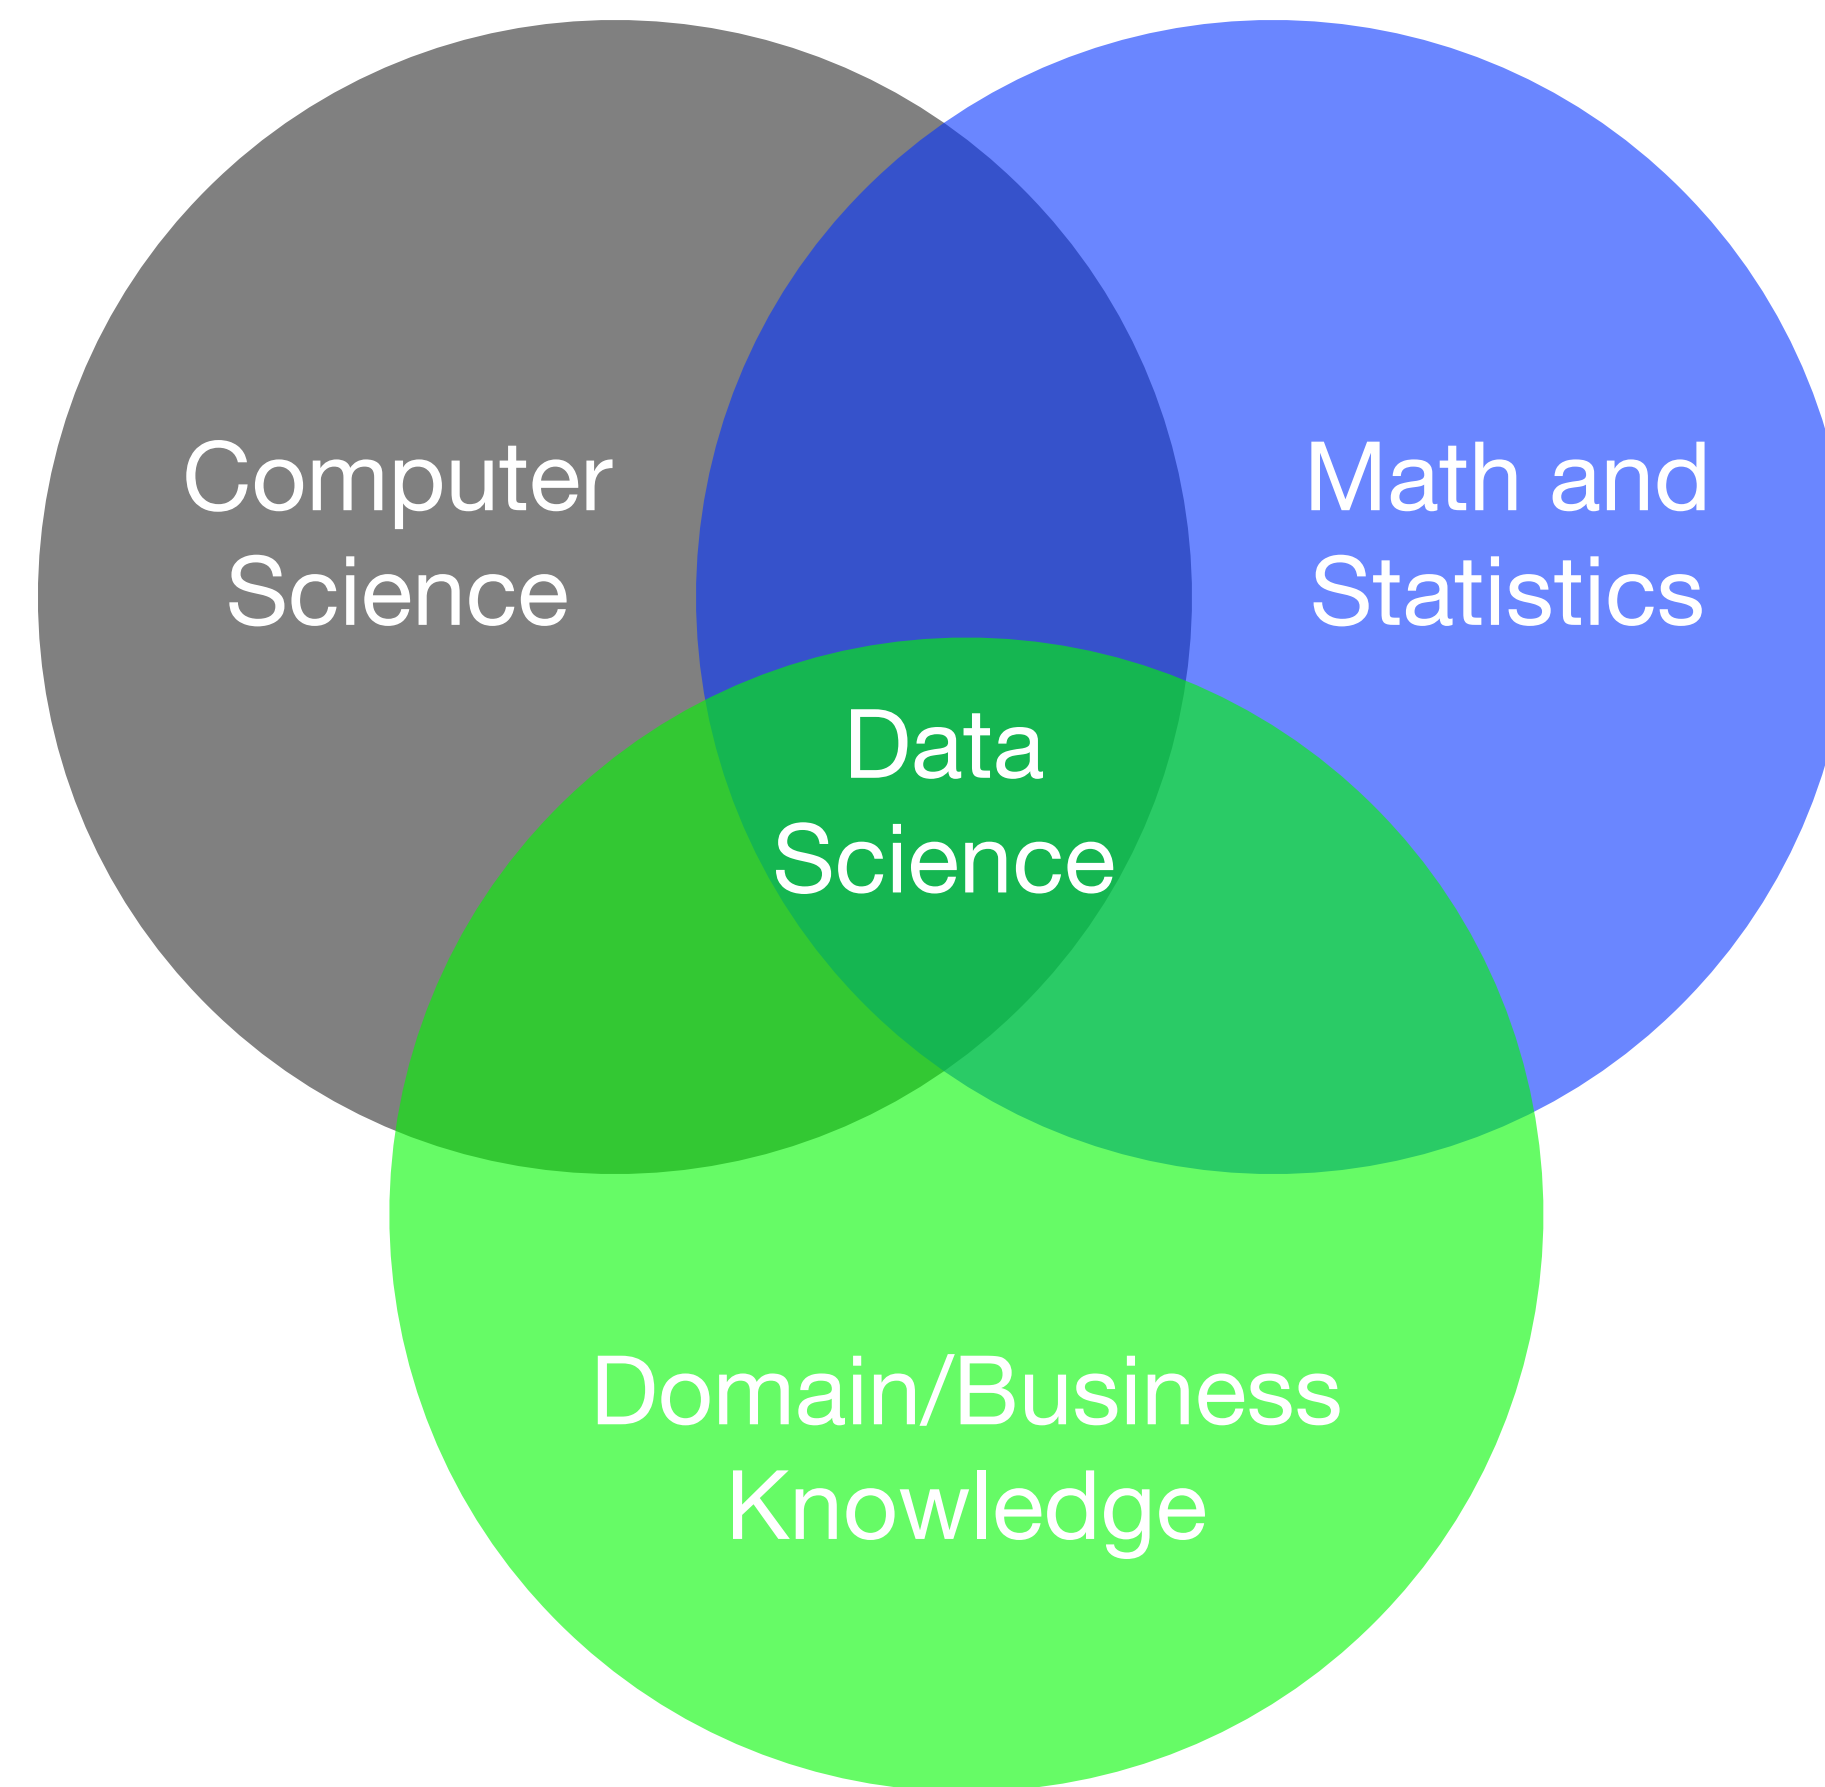 Computer
Science
Math and
Statistics
Data
Science
Domain/Business
Knowledge